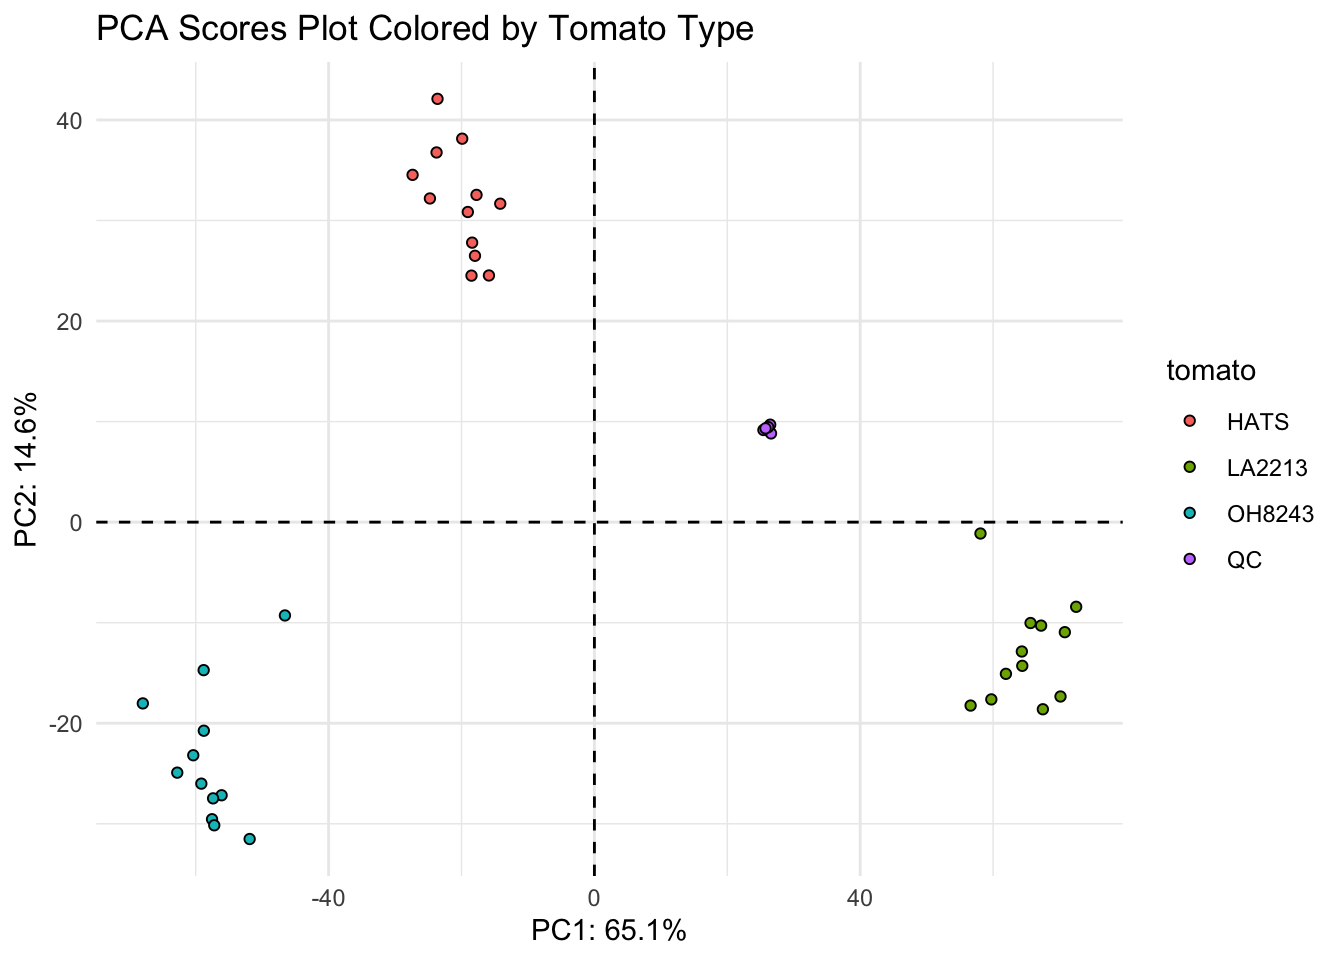 PCA Scores Plot Colored by Tomato Type
40
20
0
-20
PC2: 14.6%
-40
0
40
PC1: 65.1%
tomato
HATS
LA2213
OH8243
QC